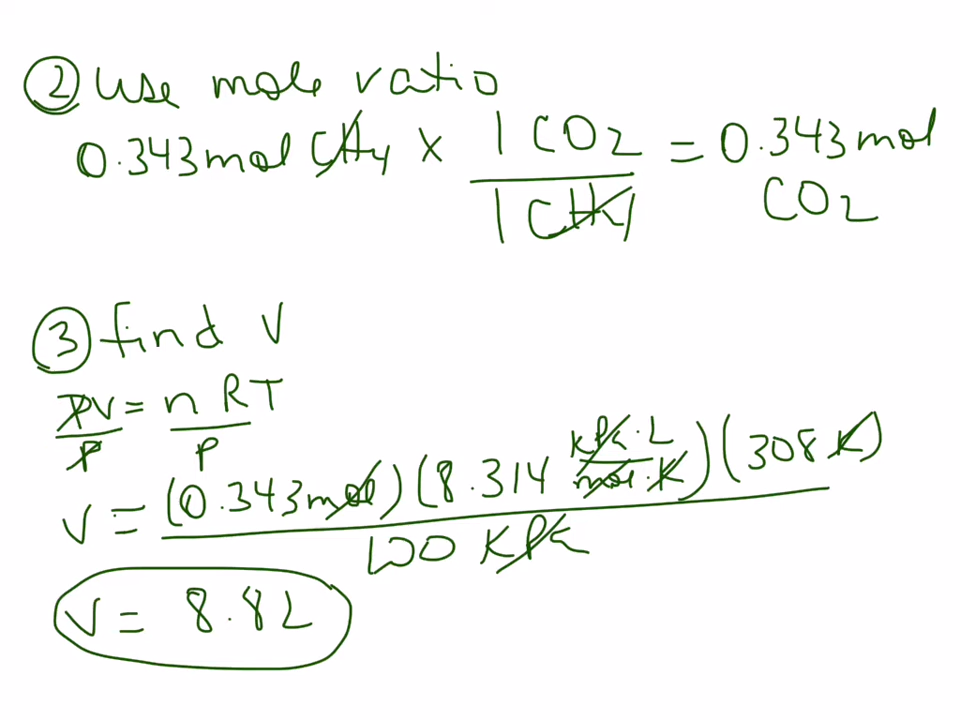 ② Use mole ratio
0.343 mol CH4 x 1 CO2 / 1 CH4 = 0.343 mol CO2
③ find V
PV/P = nRT/P
V = (0.343 mol)(8.314 kPa·L/mol·K)(308 K) / 100 kPa
V = 8.8 L